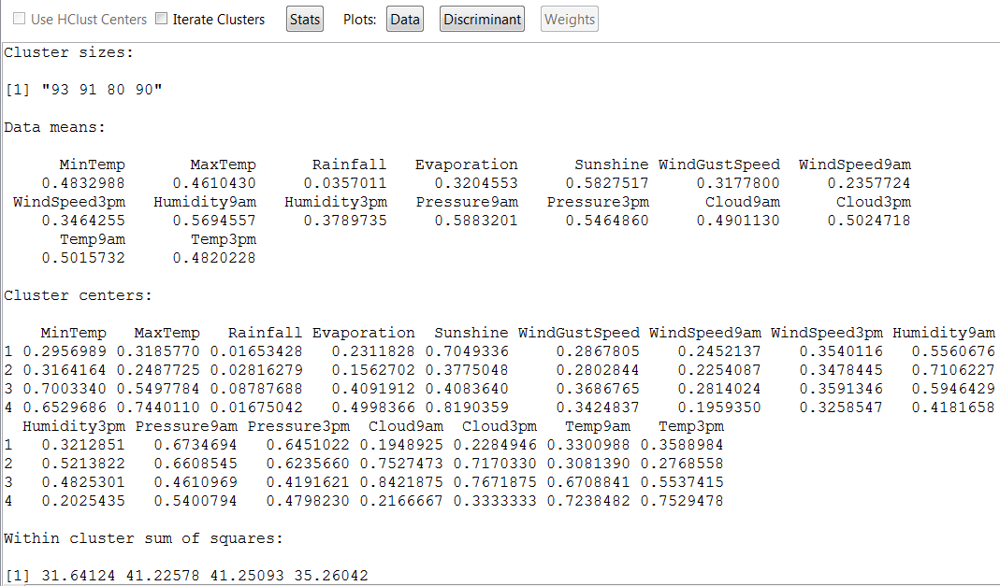 Use HClust Centers Iterate Clusters Stats Plots: Data Discriminant Weights
Cluster sizes:
[1] "93 91 80 90"
Data means:
MinTemp MaxTemp Rainfall Evaporation Sunshine WindGustSpeed WindSpeed9am
0.4832988 0.4610430 0.0357011 0.3204553 0.5827517 0.3177800 0.2357724
WindSpeed3pm Humidity9am Humidity3pm Pressure9am Pressure3pm Cloud9am Cloud3pm
0.3464255 0.5694557 0.3789735 0.5883201 0.5464860 0.4901130 0.5024718
Temp9am Temp3pm
0.5015732 0.4820228
Cluster centers:
MinTemp MaxTemp Rainfall Evaporation Sunshine WindGustSpeed WindSpeed9am WindSpeed3pm Humidity9am
1 0.2956989 0.3185770 0.01653428 0.2311828 0.7049336 0.2867805 0.2452137 0.3540116 0.5560676
2 0.3164164 0.2487725 0.02816279 0.1562702 0.3775048 0.2802844 0.2254087 0.3478445 0.7106227
3 0.7003340 0.5497784 0.08787688 0.4091912 0.4083640 0.3686765 0.2814024 0.3591346 0.5946429
4 0.6529686 0.7440110 0.01675042 0.4998366 0.8190359 0.3424837 0.1959350 0.3258547 0.4181658
Humidity3pm Pressure9am Pressure3pm Cloud9am Cloud3pm Temp9am Temp3pm
1 0.3212851 0.6734694 0.6451022 0.1948925 0.2284946 0.3300988 0.3588984
2 0.5213822 0.6608545 0.6235660 0.7527473 0.7170330 0.3081390 0.2768558
3 0.4825301 0.4610969 0.4191621 0.8421875 0.7671875 0.6708841 0.5537415
4 0.2025435 0.5400794 0.4798230 0.2166667 0.3333333 0.7238482 0.7529478
Within cluster sum of squares:
[1] 31.64124 41.22578 41.25093 35.26042